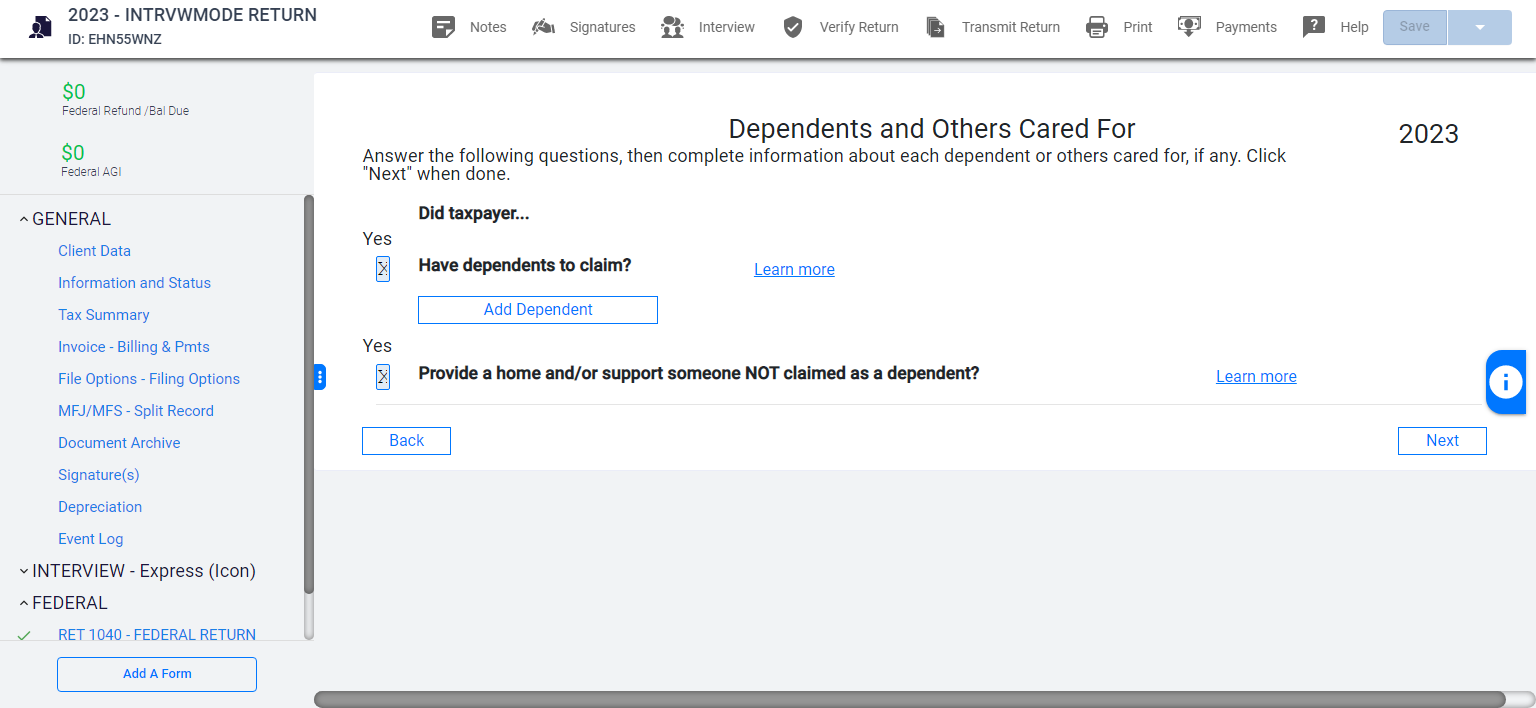 2023 - INTRVWMODE RETURN
ID: EHN55WNZ
Notes
Signatures
Interview
Verify Return
Transmit Return
Print
Payments
Help
Save
$0
Federal Refund /Bal Due
$0
Federal AGI
GENERAL
Client Data
Information and Status
Tax Summary
Invoice - Billing & Pmts
File Options - Filing Options
MFJ/MFS - Split Record
Document Archive
Signature(s)
Depreciation
Event Log
INTERVIEW - Express (Icon)
FEDERAL
RET 1040 - FEDERAL RETURN
Add A Form
Dependents and Others Cared For
2023
Answer the following questions, then complete information about each dependent or others cared for, if any. Click
"Next" when done.
Did taxpayer...
Yes
X Have dependents to claim? Learn more
Add Dependent
Yes
X Provide a home and/or support someone NOT claimed as a dependent? Learn more
Back
Next